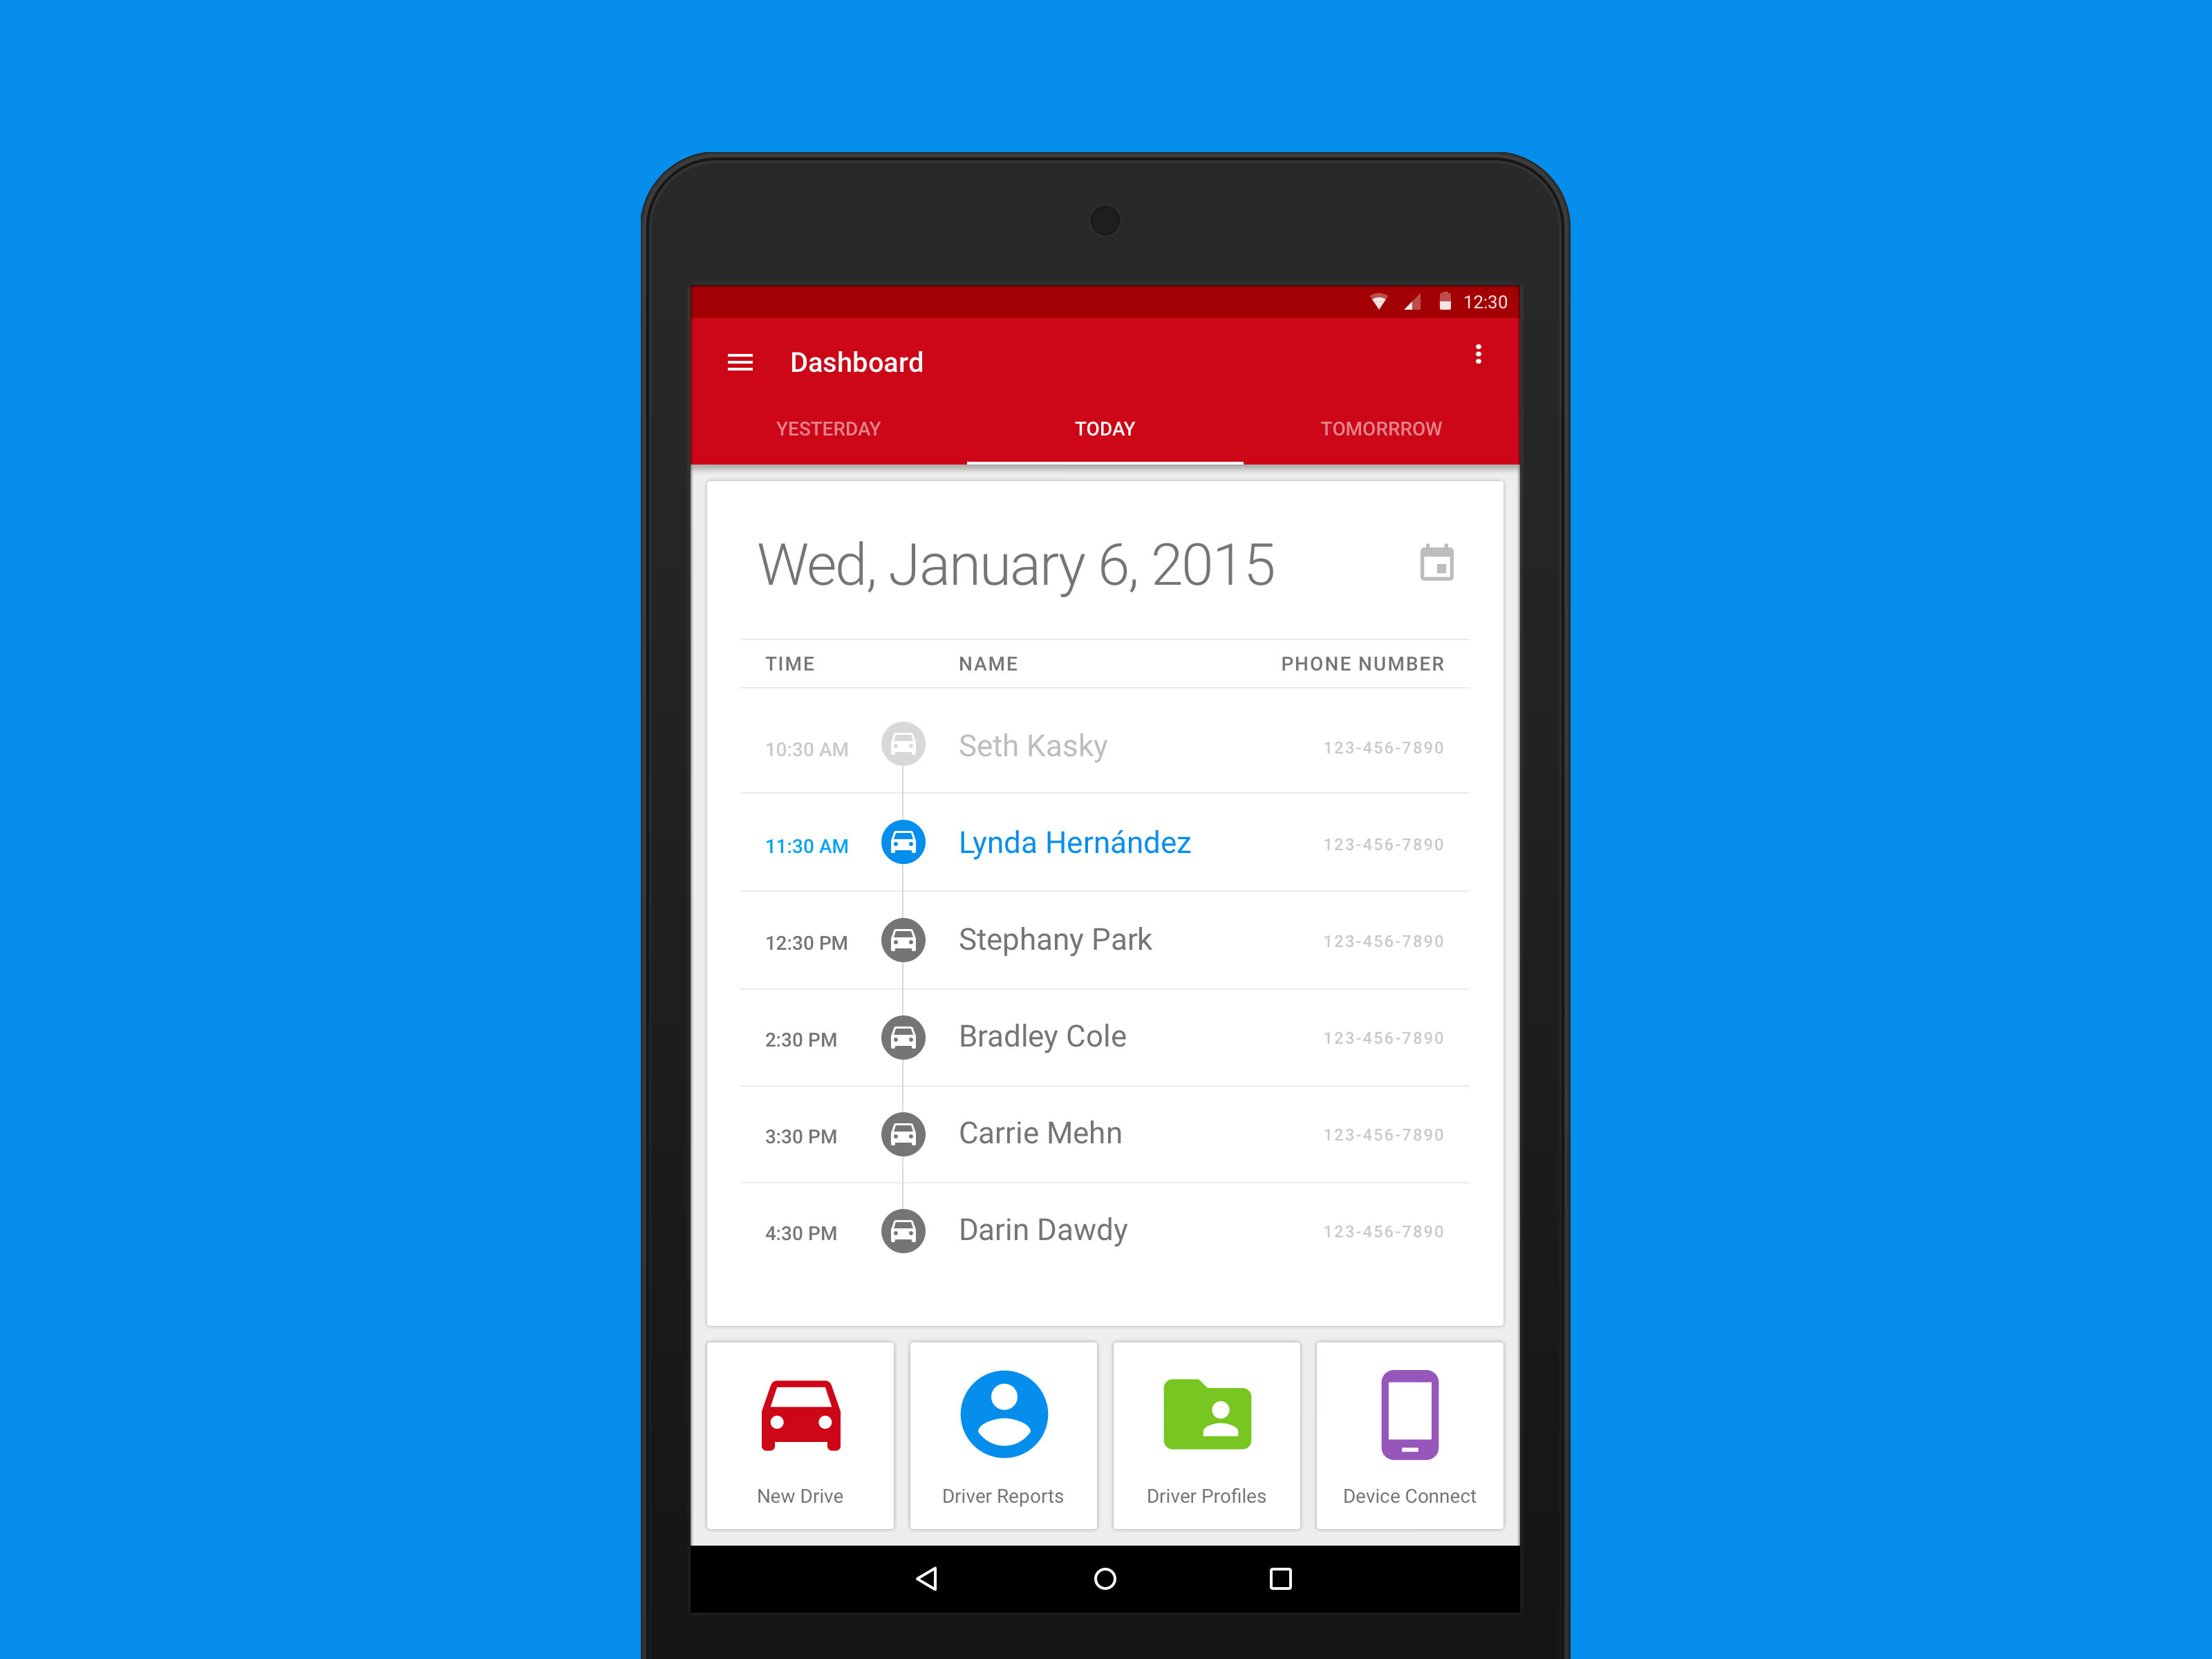 12:30
Dashboard
YESTERDAY TODAY TOMORRROW
Wed, January 6, 2015
TIME NAME PHONE NUMBER
10:30 AM Seth Kasky 123-456-7890
11:30 AM Lynda Hernández 123-456-7890
12:30 PM Stephany Park 123-456-7890
2:30 PM Bradley Cole 123-456-7890
3:30 PM Carrie Mehn 123-456-7890
4:30 PM Darin Dawdy 123-456-7890
New Drive Driver Reports Driver Profiles Device Connect